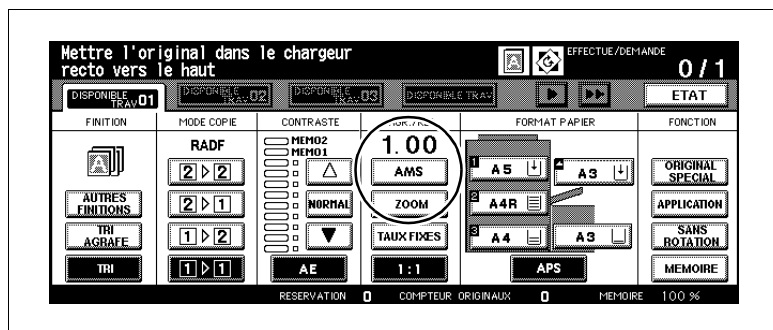 Mettre l'original dans le chargeur
recto vers le haut
EFFECTUE/DEMANDE
0/1
DISPONIBLE
TRAV 01
DISPONIBLE
TRAV. 02
DISPONIBLE
TRAV. 03
DISPONIBLE TRAV
ETAT
FINITION
MODE COPIE
CONTRASTE
FORMAT PAPIER
FONCTION
AUTRES
FINITIONS
TRI
AGRAFE
TRI
RADF
2 ▷ 2
2 ▷ 1
1 ▷ 2
1 ▷ 1
MEMO2
MEMO1
NORMAL
AE
1.00
AMS
ZOOM
TAUX FIXES
1:1
1 A5
A3
2 A4R
3 A4
A3
APS
ORIGINAL
SPECIAL
APPLICATION
SANS
ROTATION
MEMOIRE
RESERVATION 0 COMPTEUR ORIGINAUX 0 MEMOIRE 100 %